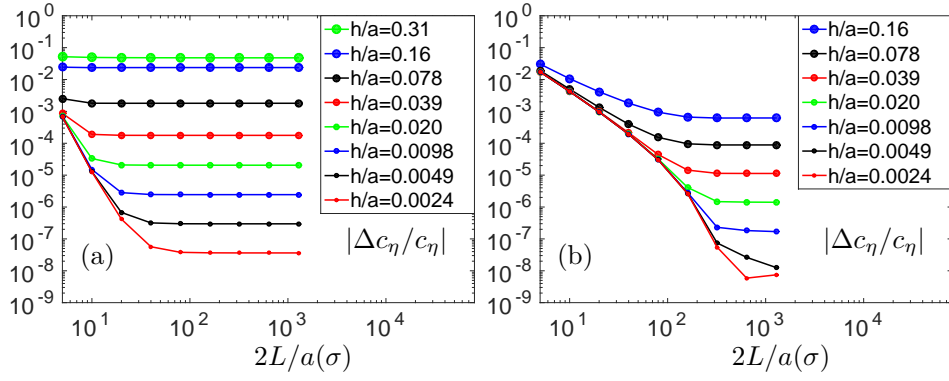 10^0
10^-1
10^-2
10^-3
10^-4
10^-5
10^-6
10^-7
10^-8
10^-9
10^1
10^2
10^3
2L/a(σ)
(a)
|Δc_η/c_η|
h/a=0.31
h/a=0.16
h/a=0.078
h/a=0.039
h/a=0.020
h/a=0.0098
h/a=0.0049
h/a=0.0024
10^0
10^-1
10^-2
10^-3
10^-4
10^-5
10^-6
10^-7
10^-8
10^-9
10^1
10^2
10^3
2L/a(σ)
(b)
|Δc_η/c_η|
h/a=0.16
h/a=0.078
h/a=0.039
h/a=0.020
h/a=0.0098
h/a=0.0049
h/a=0.0024